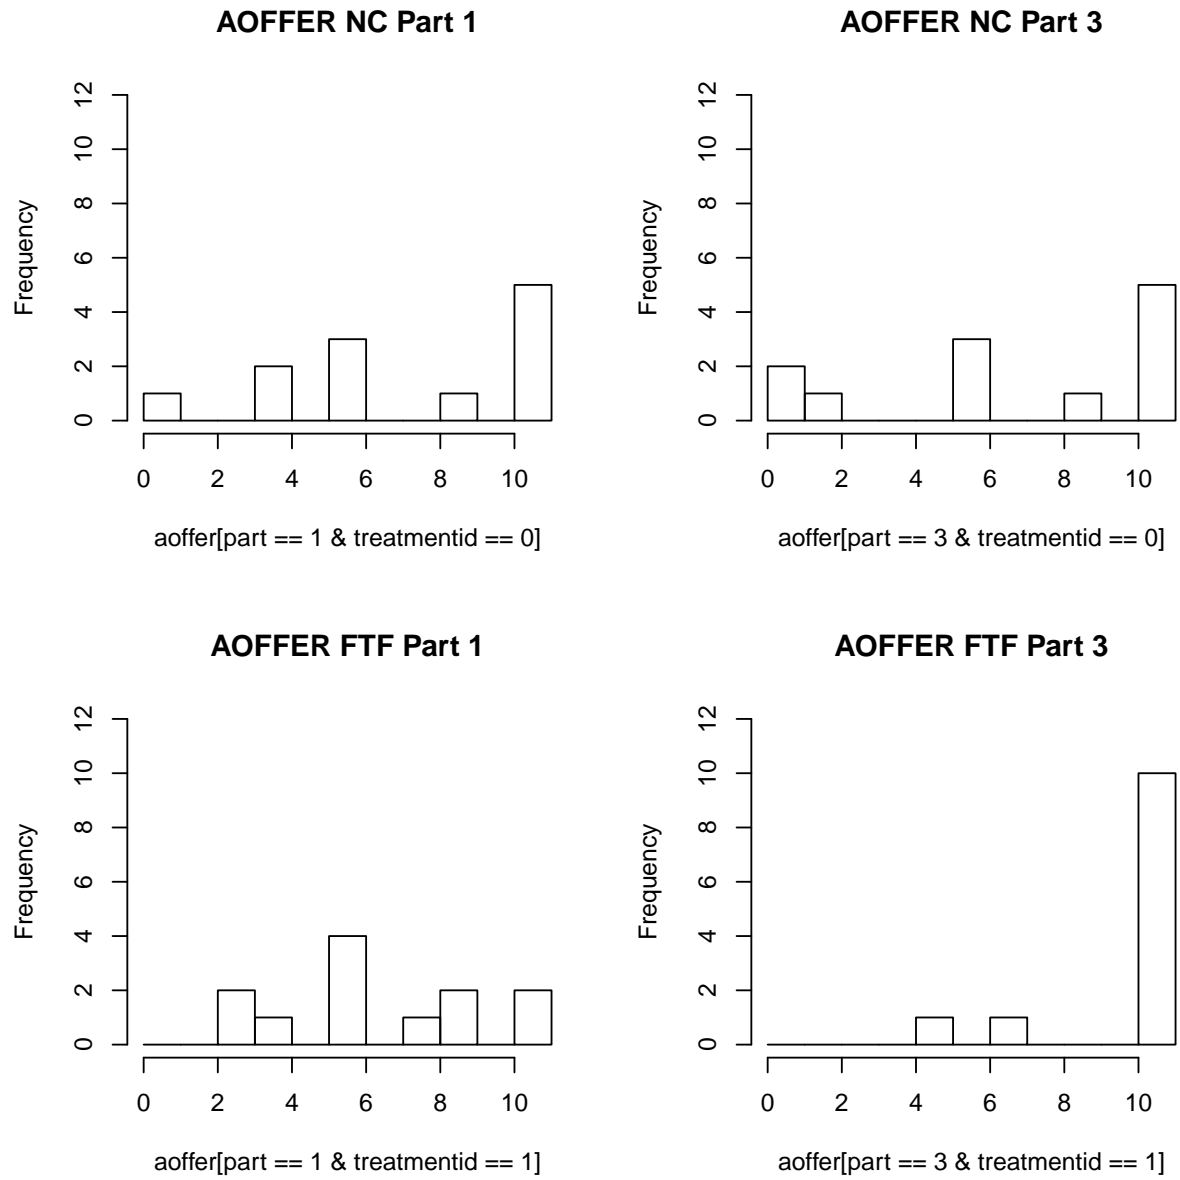 AOFFER NC Part 1
Frequency
0 2 4 6 8 10 12
0 2 4 6 8 10
aoffer[part == 1 & treatmentid == 0]
AOFFER NC Part 3
Frequency
0 2 4 6 8 10 12
0 2 4 6 8 10
aoffer[part == 3 & treatmentid == 0]
AOFFER FTF Part 1
Frequency
0 2 4 6 8 10 12
0 2 4 6 8 10
aoffer[part == 1 & treatmentid == 1]
AOFFER FTF Part 3
Frequency
0 2 4 6 8 10 12
0 2 4 6 8 10
aoffer[part == 3 & treatmentid == 1]